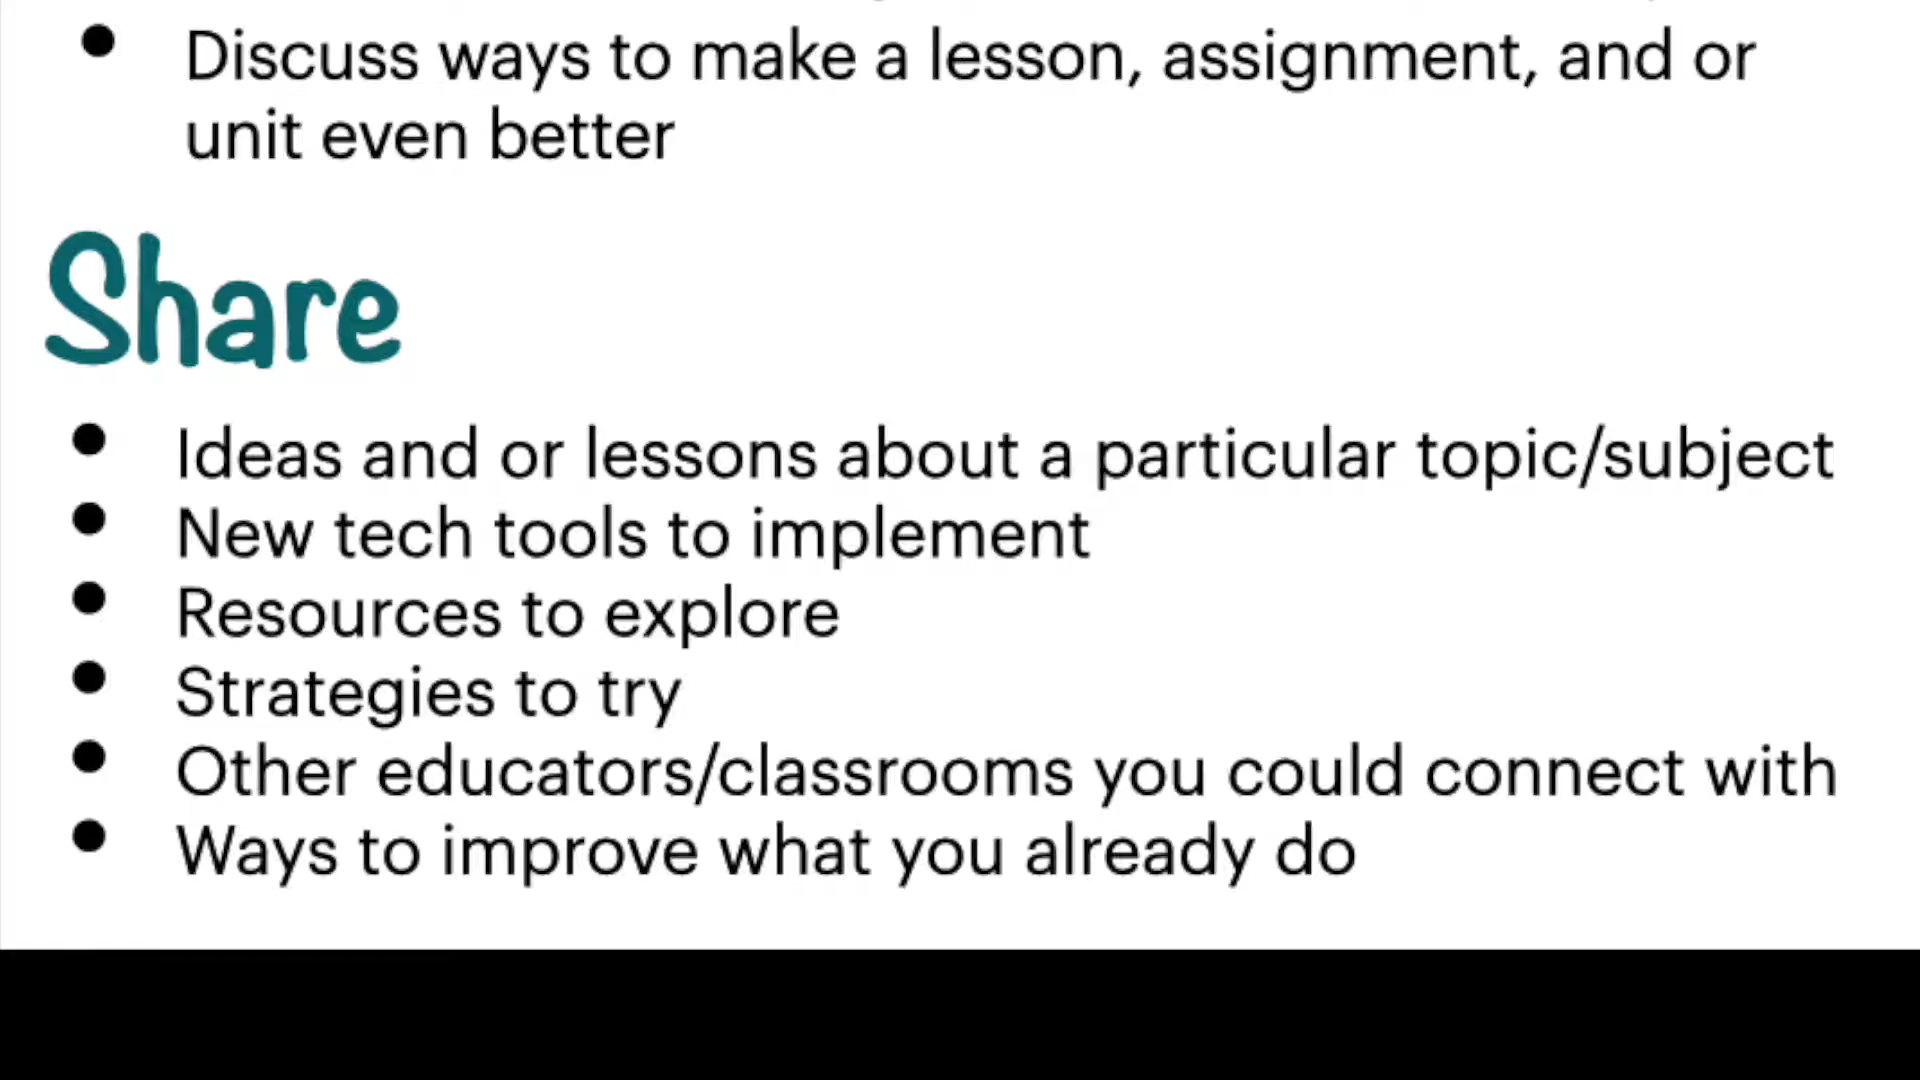 • Discuss ways to make a lesson, assignment, and or
unit even better
Share
• Ideas and or lessons about a particular topic/subject
• New tech tools to implement
• Resources to explore
• Strategies to try
• Other educators/classrooms you could connect with
• Ways to improve what you already do